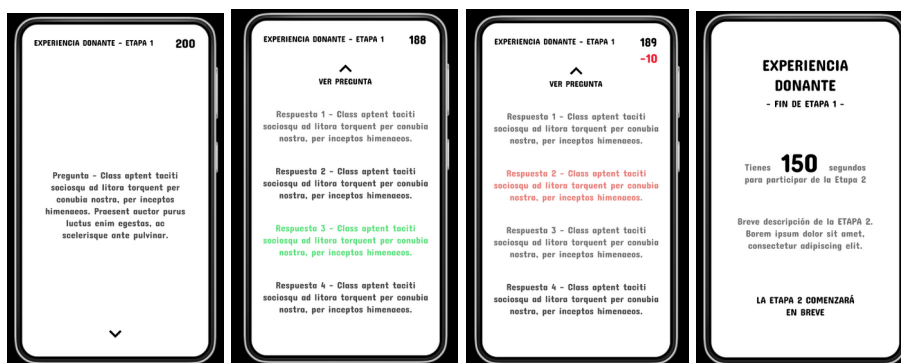 EXPERIENCIA DONANTE - ETAPA 1 200
Pregunta - Class aptent taciti
sociosqu ad litora torquent per
conubia nostra, per inceptos
himenaeos. Praesent auctor purus
luctus enim egestas, ac
scelerisque ante pulvinar.
EXPERIENCIA DONANTE - ETAPA 1 188
VER PREGUNTA
Respuesta 1 - Class aptent taciti
sociosqu ad litora torquent per conubia
nostra, per inceptos himenaeos.
Respuesta 2 - Class aptent taciti
sociosqu ad litora torquent per conubia
nostra, per inceptos himenaeos.
Respuesta 3 - Class aptent taciti
sociosqu ad litora torquent per conubia
nostra, per inceptos himenaeos.
Respuesta 4 - Class aptent taciti
sociosqu ad litora torquent per conubia
nostra, per inceptos himenaeos.
EXPERIENCIA DONANTE - ETAPA 1 189
-10
VER PREGUNTA
Respuesta 1 - Class aptent taciti
sociosqu ad litora torquent per conubia
nostra, per inceptos himenaeos.
Respuesta 2 - Class aptent taciti
sociosqu ad litora torquent per conubia
nostra, per inceptos himenaeos.
Respuesta 3 - Class aptent taciti
sociosqu ad litora torquent per conubia
nostra, per inceptos himenaeos.
Respuesta 4 - Class aptent taciti
sociosqu ad litora torquent per conubia
nostra, per inceptos himenaeos.
EXPERIENCIA
DONANTE
- FIN DE ETAPA 1 -
Tienes 150 segundos
para participar de la Etapa 2
Breve descripción de la ETAPA 2.
Borem ipsum dolor sit amet,
consectetur adipiscing elit.
LA ETAPA 2 COMENZARÁ
EN BREVE